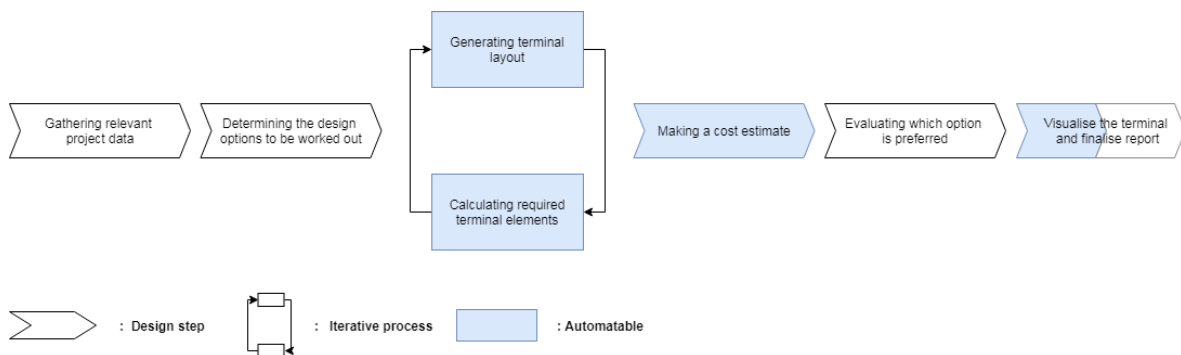 Generating terminal
layout
Gathering relevant
project data
Determining the design
options to be worked out
Making a cost estimate
Evaluating which option
is preferred
Visualise the terminal
and finalise report
Calculating required
terminal elements
: Design step
: Iterative process
: Automatable